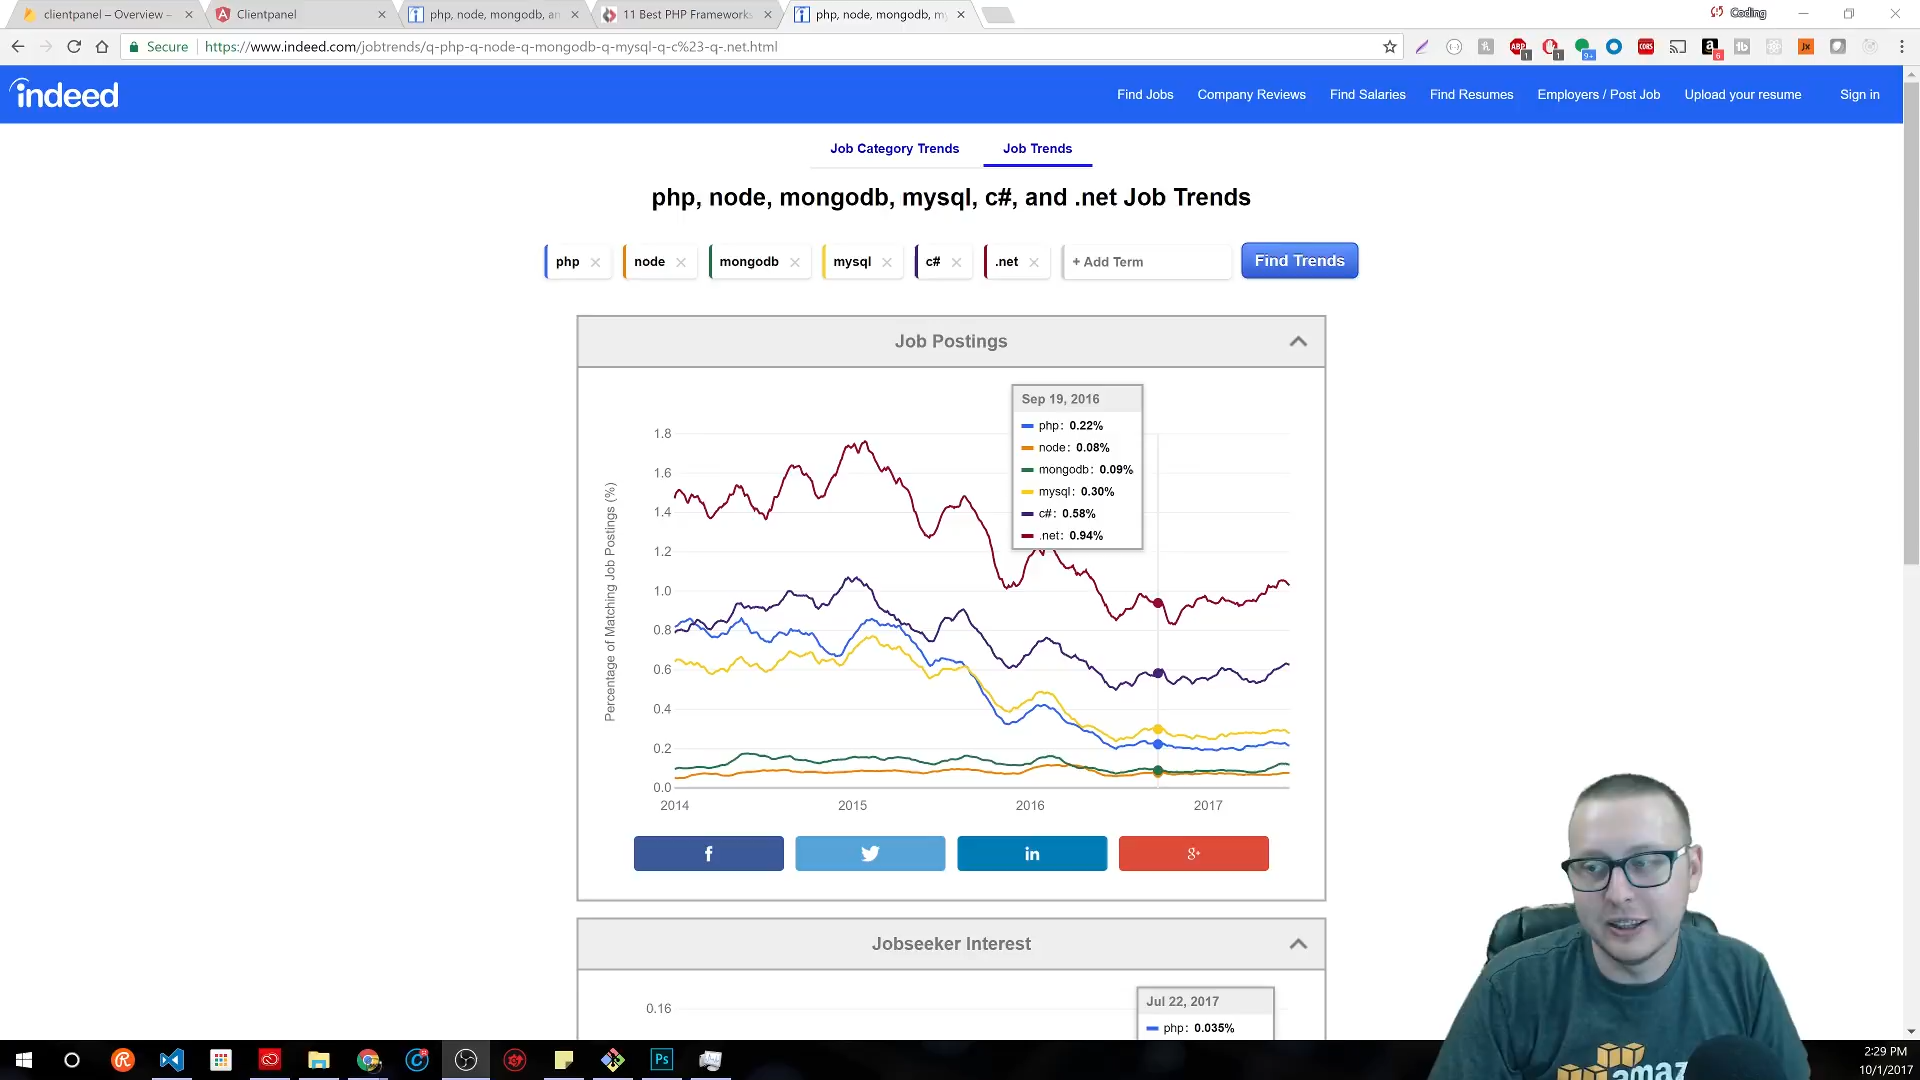 clientpanel – Overview –
Clientpanel
php, node, mongodb, an
11 Best PHP Frameworks
php, node, mongodb, my
Coding
Secure
https://www.indeed.com/jobtrends/q-php-q-node-q-mongodb-q-mysql-q-c%23-q-.net.html
indeed
Find Jobs
Company Reviews
Find Salaries
Find Resumes
Employers / Post Job
Upload your resume
Sign in
Job Category Trends
Job Trends
php, node, mongodb, mysql, c#, and .net Job Trends
php
node
mongodb
mysql
c#
.net
+ Add Term
Find Trends
Job Postings
Sep 19, 2016
php: 0.22%
node: 0.08%
mongodb: 0.09%
mysql: 0.30%
c#: 0.58%
.net: 0.94%
Percentage of Matching Job Postings (%)
1.8
1.6
1.4
1.2
1.0
0.8
0.6
0.4
0.2
0.0
2014
2015
2016
2017
f
in
g+
Jobseeker Interest
0.16
Jul 22, 2017
php: 0.035%
Ps
amaz
2:29 PM
10/1/2017